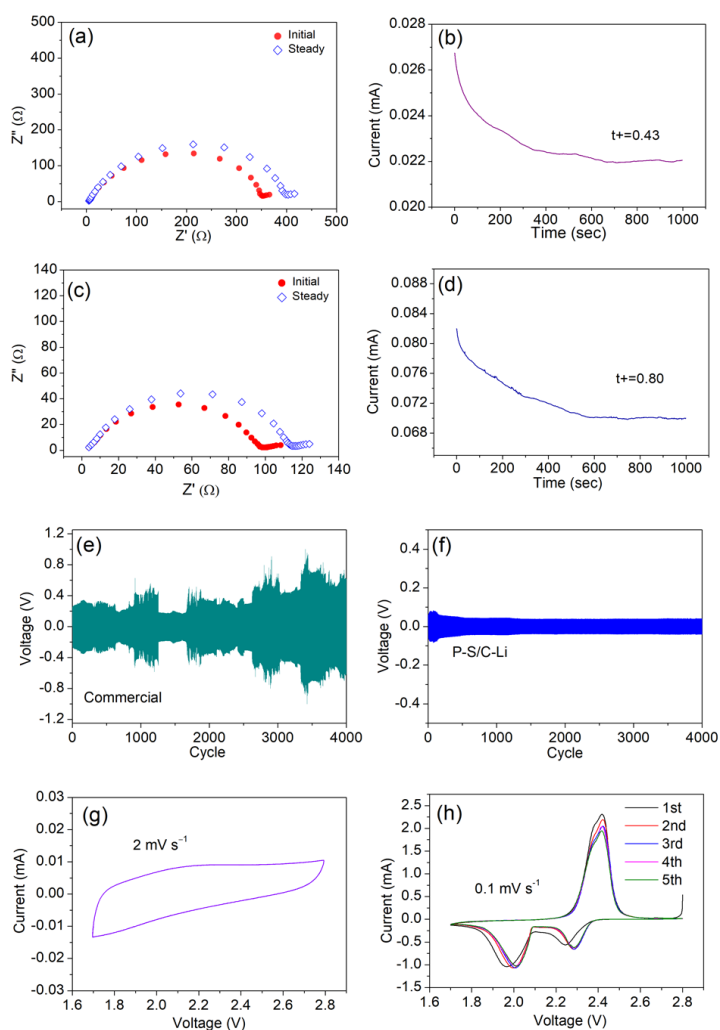 (a)
Initial
Steady
Z" (Ω)
500
400
300
200
100
0
0 100 200 300 400 500
Z' (Ω)
(b)
t+=0.43
Current (mA)
0.028
0.026
0.024
0.022
0.020
0 200 400 600 800 1000
Time (sec)
(c)
Initial
Steady
Z" (Ω)
140
120
100
80
60
40
20
0
0 20 40 60 80 100 120 140
Z' (Ω)
(d)
t+=0.80
Current (mA)
0.088
0.084
0.080
0.076
0.072
0.068
0 200 400 600 800 1000
Time (sec)
(e)
Commercial
Voltage (V)
1.2
0.8
0.4
0.0
-0.4
-0.8
-1.2
0 1000 2000 3000 4000
Cycle
(f)
P-S/C-Li
Voltage (V)
0.4
0.2
0.0
-0.2
-0.4
0 1000 2000 3000 4000
Cycle
(g)
2 mV s⁻¹
Current (mA)
0.03
0.02
0.01
0.00
-0.01
-0.02
-0.03
1.6 1.8 2.0 2.2 2.4 2.6 2.8
Voltage (V)
(h)
1st
2nd
3rd
4th
5th
0.1 mV s⁻¹
Current (mA)
2.5
2.0
1.5
1.0
0.5
0.0
-0.5
-1.0
-1.5
1.6 1.8 2.0 2.2 2.4 2.6 2.8
Voltage (V)